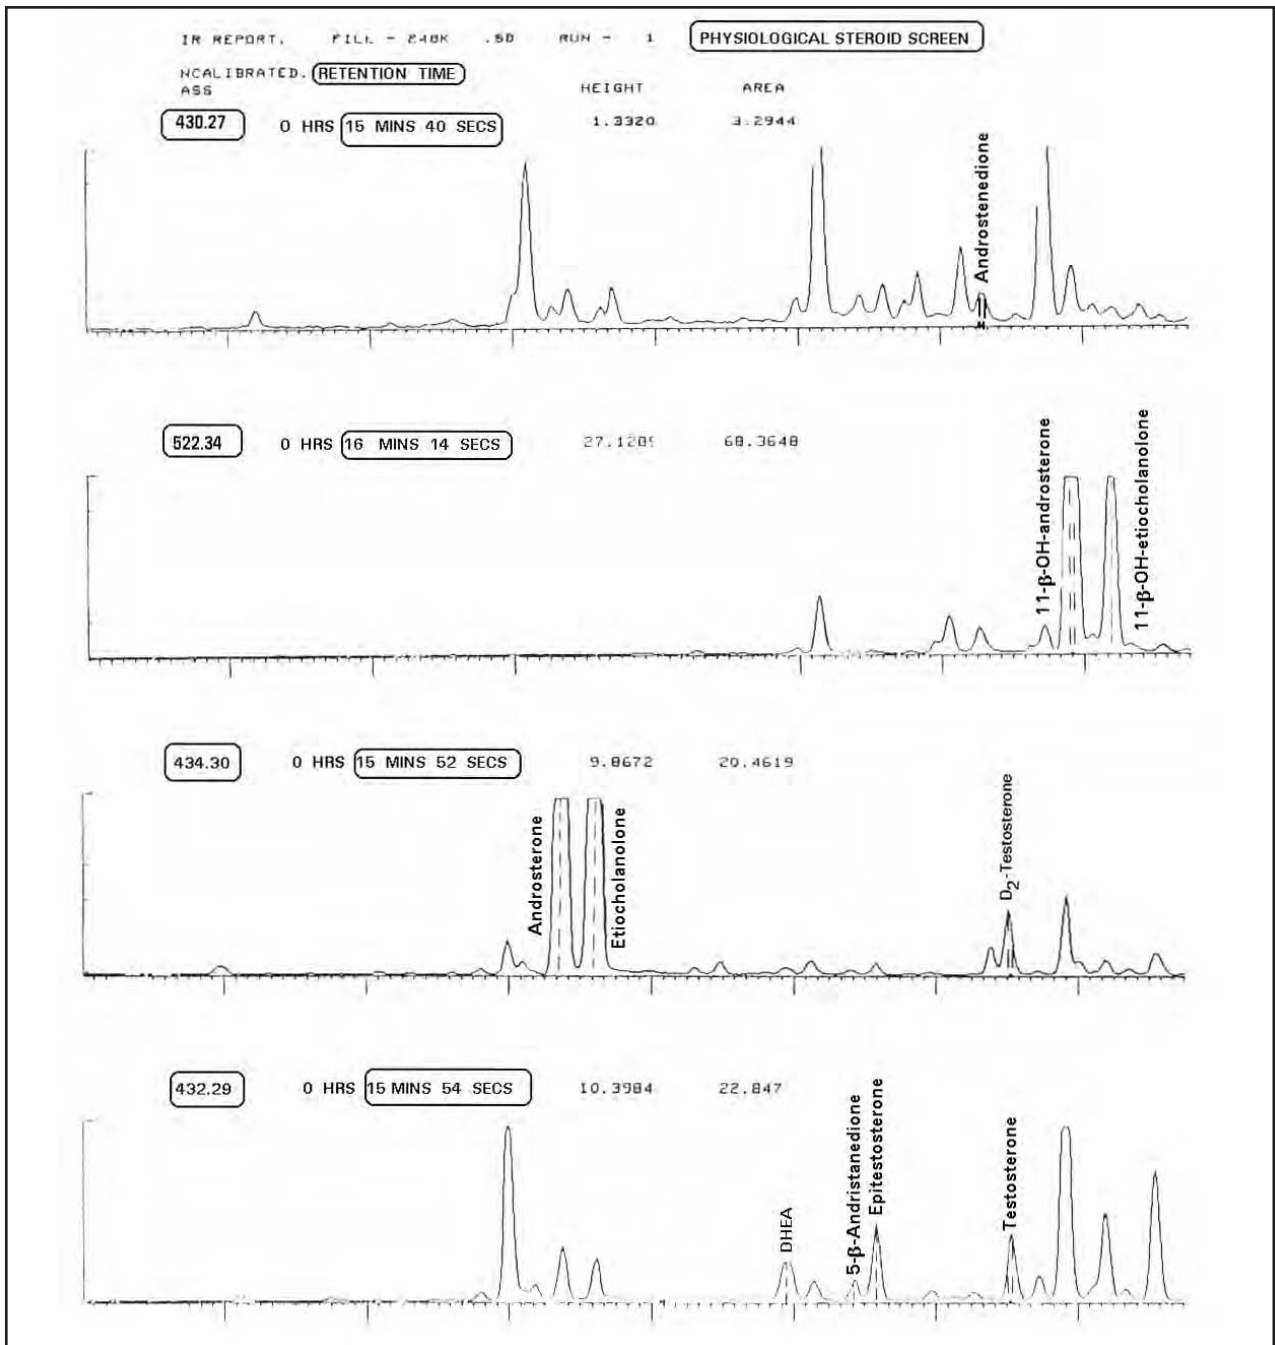 IR REPORT. FILE - 240K .SD RUN - 1 PHYSIOLOGICAL STEROID SCREEN
NCALIBRATED. RETENTION TIME
ASS HEIGHT AREA
430.27 0 HRS 15 MINS 40 SECS 1.3320 3.2944
Androstenedione
522.34 0 HRS 16 MINS 14 SECS 68.3648
11-β-OH-androsterone
11-β-OH-etiocholanolone
434.30 0 HRS 15 MINS 52 SECS 9.8672 20.4619
Androsterone
Etiocholanolone
D2-Testosterone
432.29 0 HRS 15 MINS 54 SECS 10.3984 22.847
DHEA
5-β-Andristanedione
Epitestosterone
Testosterone